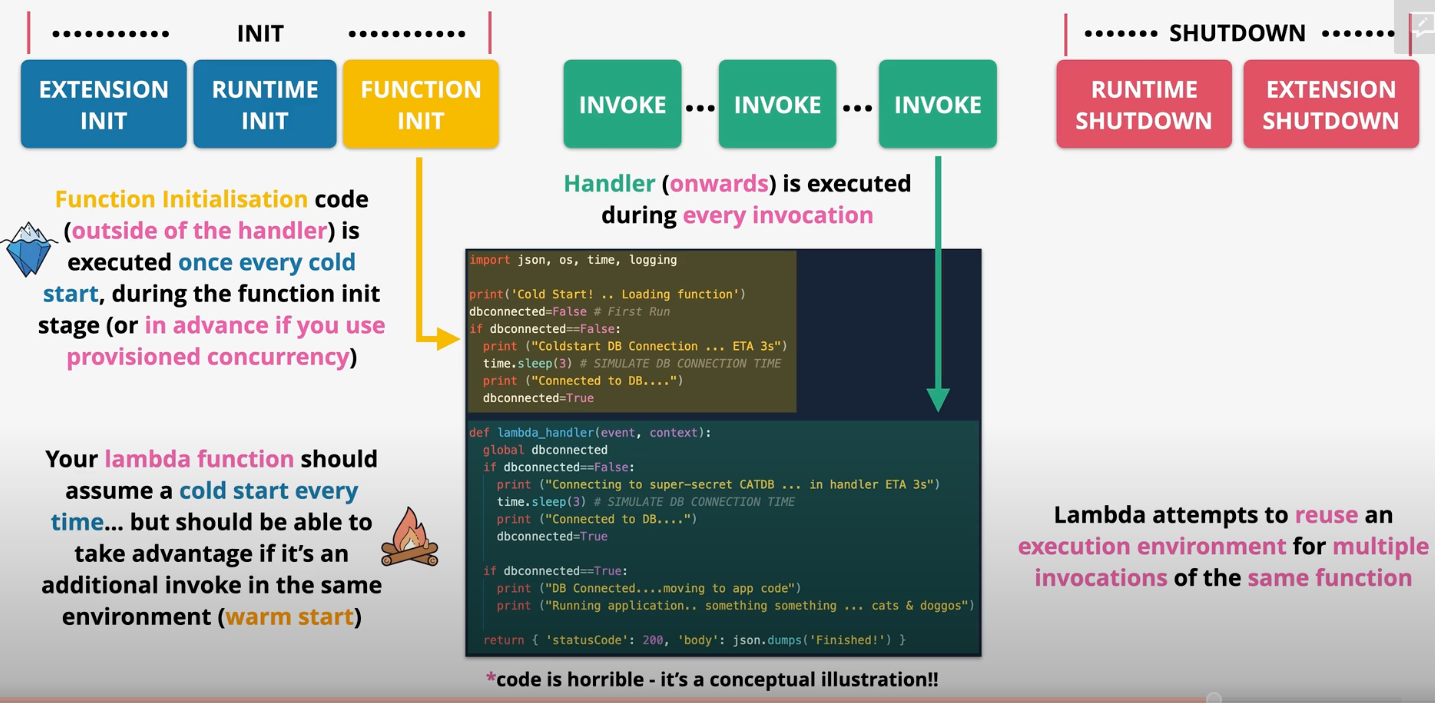 INIT
SHUTDOWN
EXTENSION
INIT
RUNTIME
INIT
FUNCTION
INIT
INVOKE
...
INVOKE
...
INVOKE
RUNTIME
SHUTDOWN
EXTENSION
SHUTDOWN
Function Initialisation code
(outside of the handler) is
executed once every cold
start, during the function init
stage (or in advance if you use
provisioned concurrency)
Handler (onwards) is executed
during every invocation
import json, os, time, logging
print('Cold Start! .. Loading function')
dbconnected=False # First Run
if dbconnected==False:
  print ("Coldstart DB Connection ... ETA 3s")
  time.sleep(3) # SIMULATE DB CONNECTION TIME
  print ("Connected to DB....")
  dbconnected=True
def lambda_handler(event, context):
  global dbconnected
  if dbconnected==False:
    print ("Connecting to super-secret CATDB ... in handler ETA 3s")
    time.sleep(3) # SIMULATE DB CONNECTION TIME
    print ("Connected to DB....")
    dbconnected=True
  if dbconnected==True:
    print ("DB Connected....moving to app code")
    print ("Running application.. something something ... cats & doggos")
  return { 'statusCode': 200, 'body': json.dumps('Finished!') }
*code is horrible - it's a conceptual illustration!!
Your lambda function should
assume a cold start every
time... but should be able to
take advantage if it's an
additional invoke in the same
environment (warm start)
Lambda attempts to reuse an
execution environment for multiple
invocations of the same function